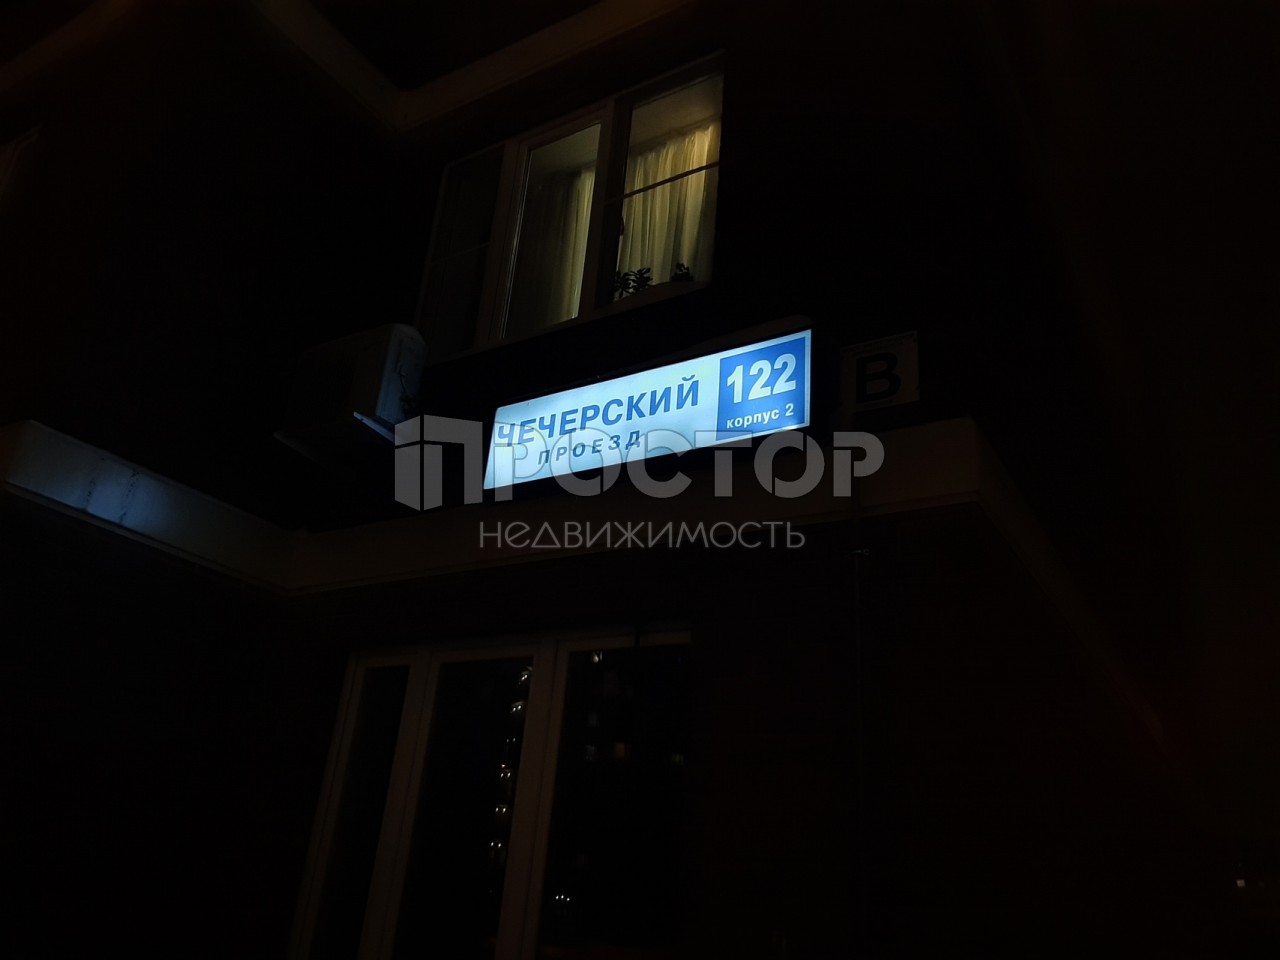 ЧЕЧЕРСКИЙ
ПРОЕЗД
122
корпус 2
В
ПРОСТОР
НЕДВИЖИМОСТЬ